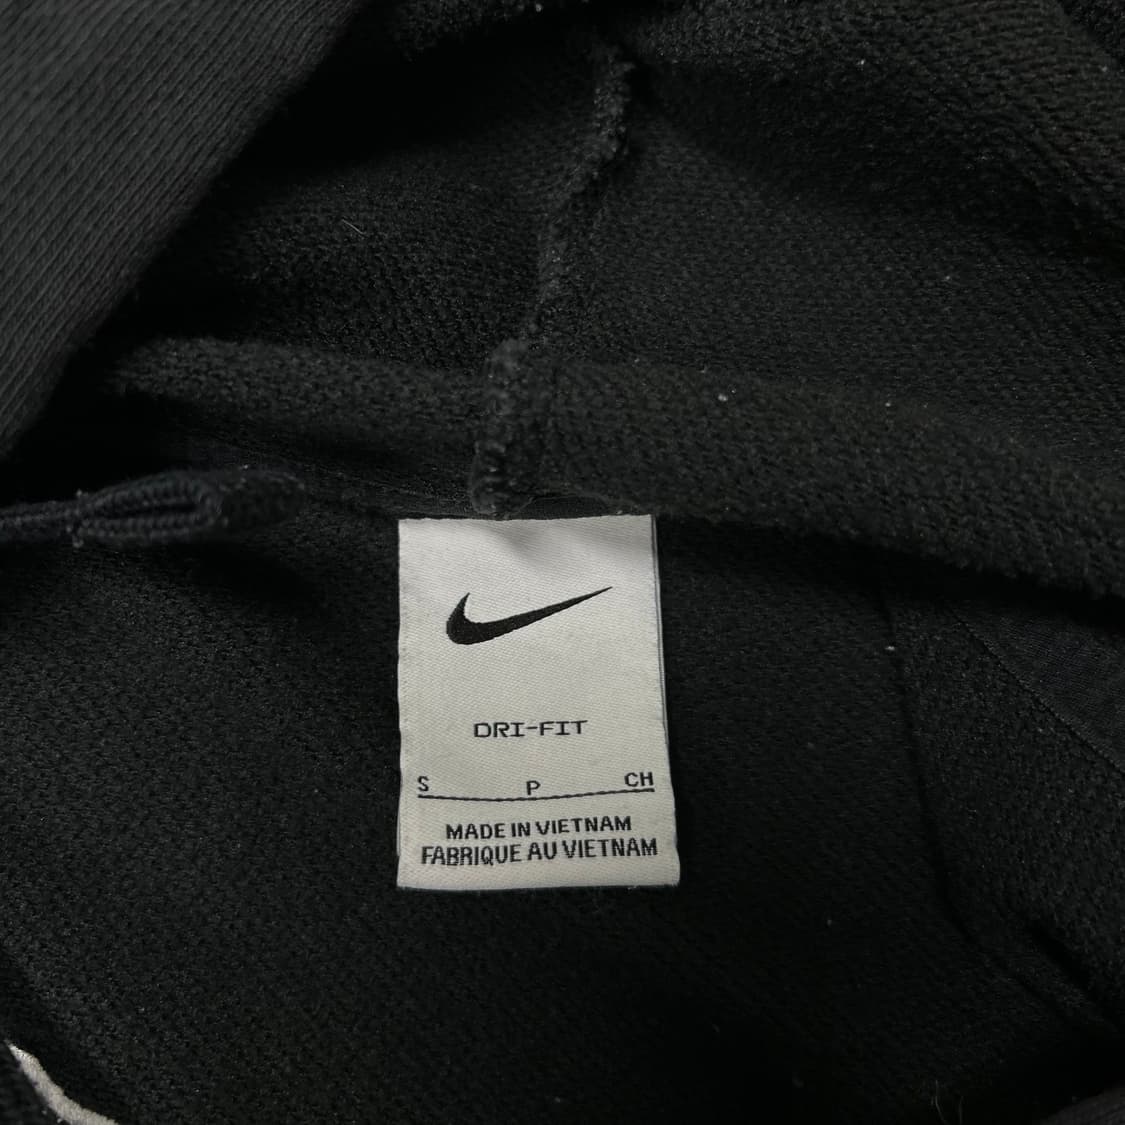 DRI-FIT
S P CH
MADE IN VIETNAM
FABRIQUE AU VIETNAM